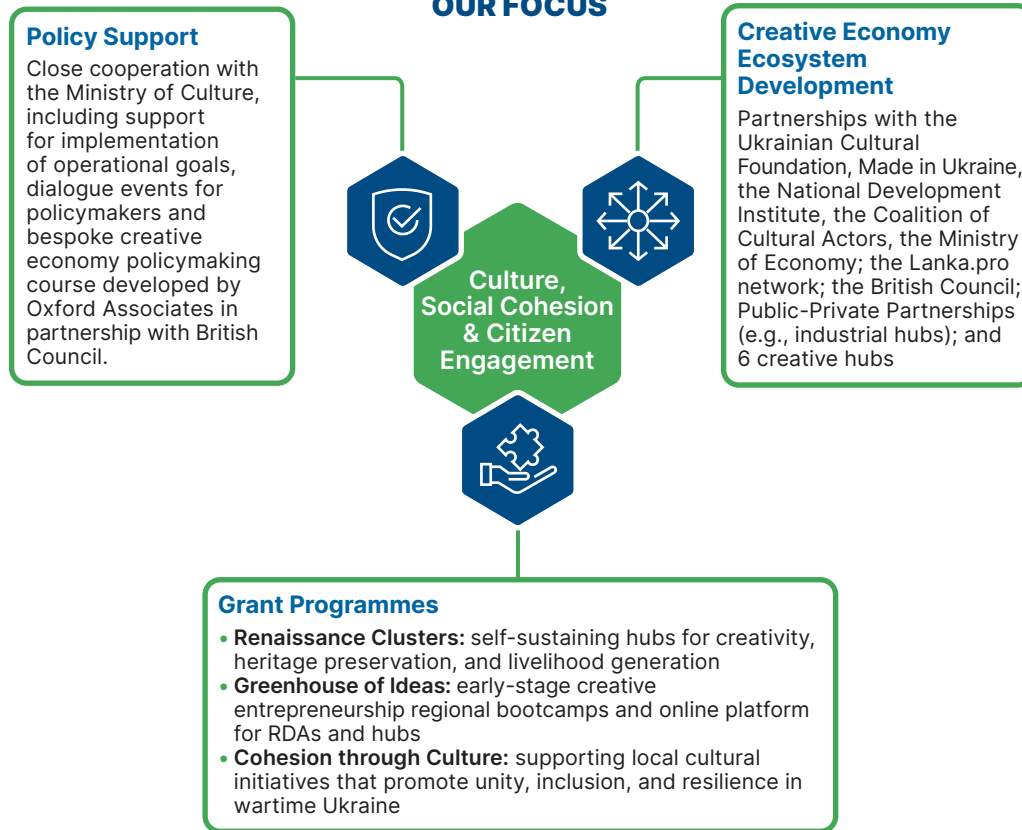 OUR FOCUS
Policy Support
Close cooperation with
the Ministry of Culture,
including support
for implementation
of operational goals,
dialogue events for
policymakers and
bespoke creative
economy policymaking
course developed by
Oxford Associates in
partnership with British
Council.
Creative Economy
Ecosystem
Development
Partnerships with the
Ukrainian Cultural
Foundation, Made in Ukraine,
the National Development
Institute, the Coalition of
Cultural Actors, the Ministry
of Economy; the Lanka.pro
network; the British Council;
Public-Private Partnerships
(e.g., industrial hubs); and
6 creative hubs
Culture,
Social Cohesion
& Citizen
Engagement
Grant Programmes
• Renaissance Clusters: self-sustaining hubs for creativity,
heritage preservation, and livelihood generation
• Greenhouse of Ideas: early-stage creative
entrepreneurship regional bootcamps and online platform
for RDAs and hubs
• Cohesion through Culture: supporting local cultural
initiatives that promote unity, inclusion, and resilience in
wartime Ukraine